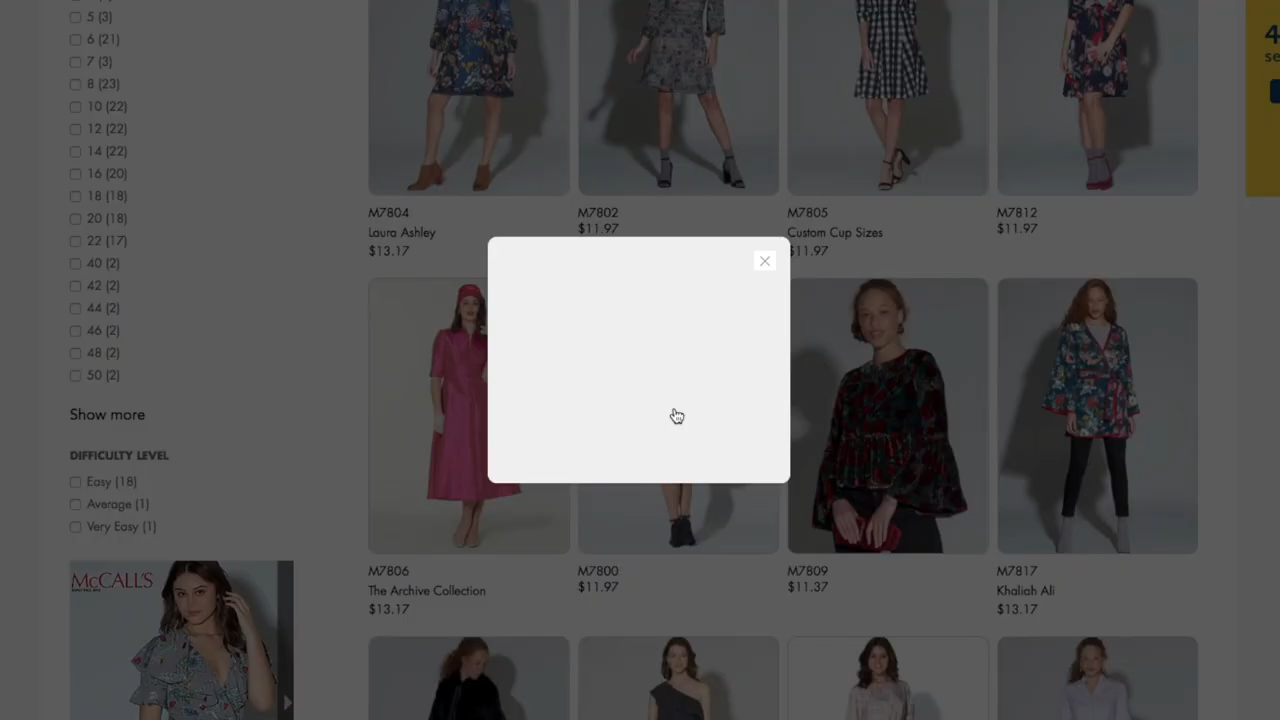 5 (3)
6 (21)
7 (3)
8 (23)
10 (22)
12 (22)
14 (22)
16 (20)
18 (18)
20 (18)
22 (17)
40 (2)
42 (2)
44 (2)
46 (2)
48 (2)
50 (2)
Show more
DIFFICULTY LEVEL
Easy (18)
Average (1)
Very Easy (1)
McCALL'S
M7804
Laura Ashley
$13.17
M7802
$11.97
M7805
Custom Cup Sizes
$11.97
M7812
$11.97
M7806
The Archive Collection
$13.17
M7800
$11.97
M7809
$11.37
M7817
Khaliah Ali
$13.17
4
se